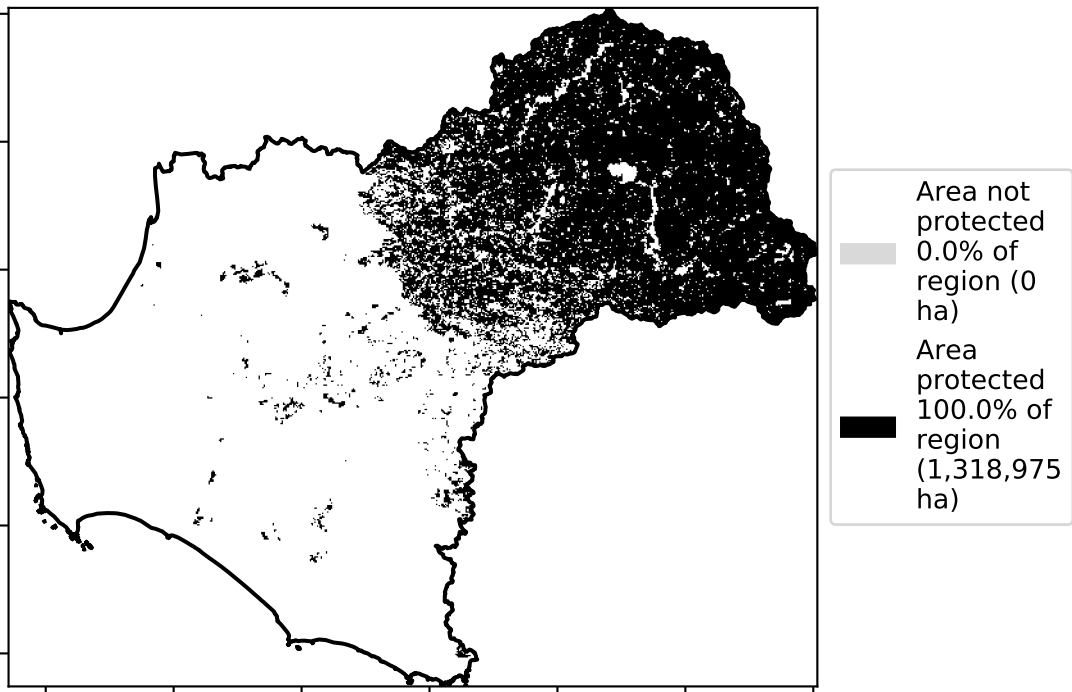 Area not
protected
0.0% of
region (0
ha)
Area
protected
100.0% of
region
(1,318,975
ha)